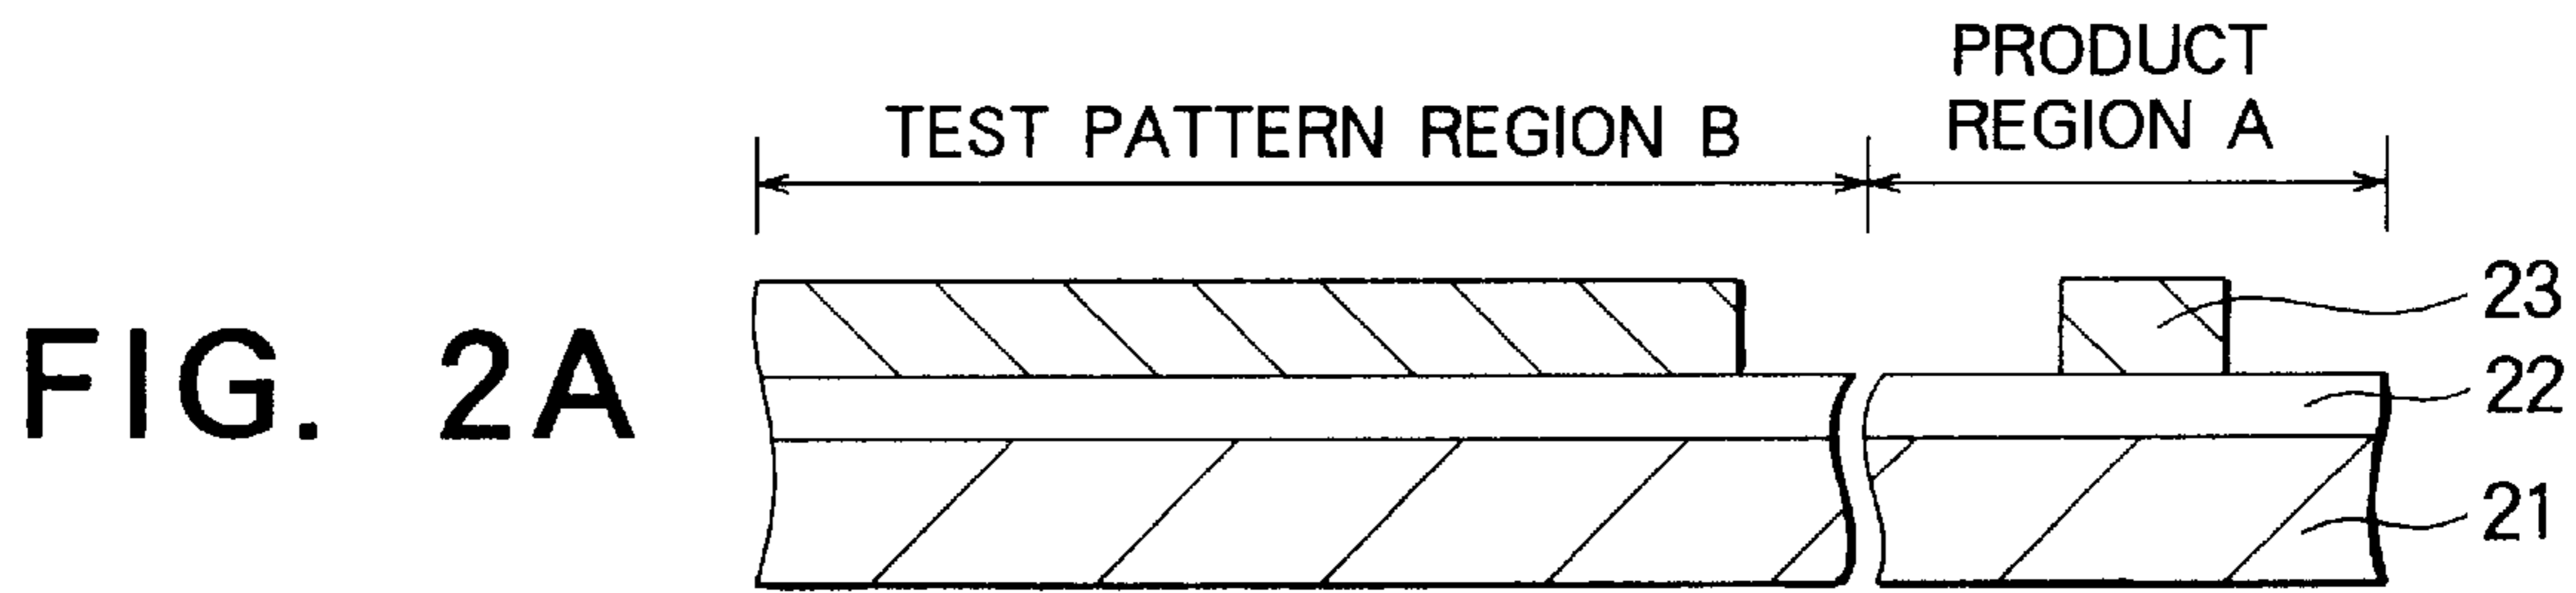 PRODUCT
TEST PATTERN REGION B
REGION A
FIG. 2A
23
22
21